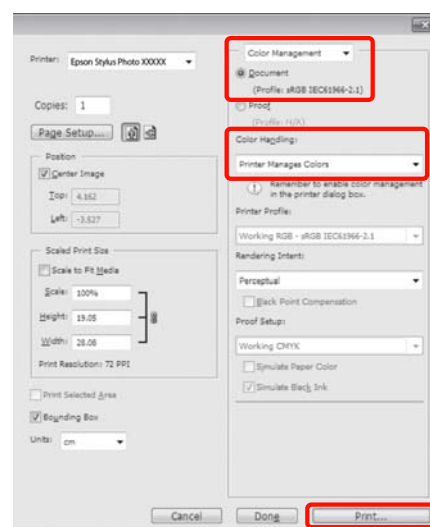 Printer:
Epson Stylus Photo XXXXX
Copies: 1
Page Setup...
Position
Center Image
Top: 4.162
Left: -3.527
Scaled Print Size
Scale to Fit Media
Scale: 100%
Height: 19.05
Width: 28.08
Print Resolution: 72 PPI
Print Selected Area
Bounding Box
Units: cm
Color Management
Document
(Profile: sRGB IEC61966-2.1)
Proof
(Profile: N/A)
Color Handling:
Printer Manages Colors
Remember to enable color management
in the printer dialog box.
Printer Profile:
Working RGB - sRGB IEC61966-2.1
Rendering Intent:
Perceptual
Black Point Compensation
Proof Setup:
Working CMYK
Simulate Paper Color
Simulate Black Ink
Cancel
Done
Print...